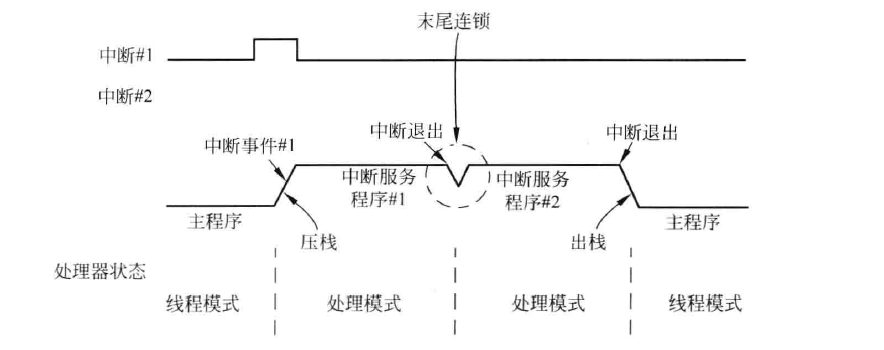 末尾连锁
中断#1
中断#2
中断事件#1
中断退出
中断退出
中断服务
程序#1
中断服务
程序#2
主程序
压栈
出栈
主程序
处理器状态
线程模式
处理模式
处理模式
线程模式